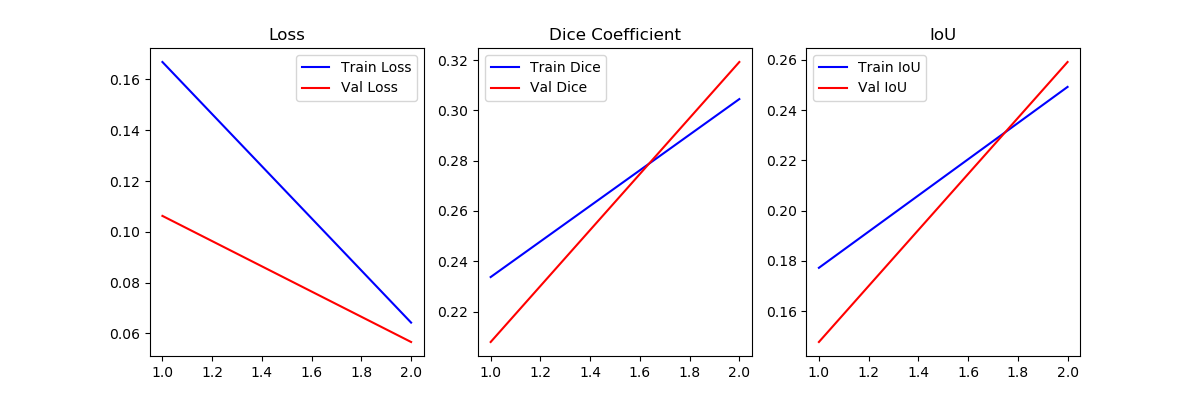 Loss
Train Loss
Val Loss
0.16
0.14
0.12
0.10
0.08
0.06
1.0 1.2 1.4 1.6 1.8 2.0
Dice Coefficient
Train Dice
Val Dice
0.32
0.30
0.28
0.26
0.24
0.22
1.0 1.2 1.4 1.6 1.8 2.0
IoU
Train IoU
Val IoU
0.26
0.24
0.22
0.20
0.18
0.16
1.0 1.2 1.4 1.6 1.8 2.0